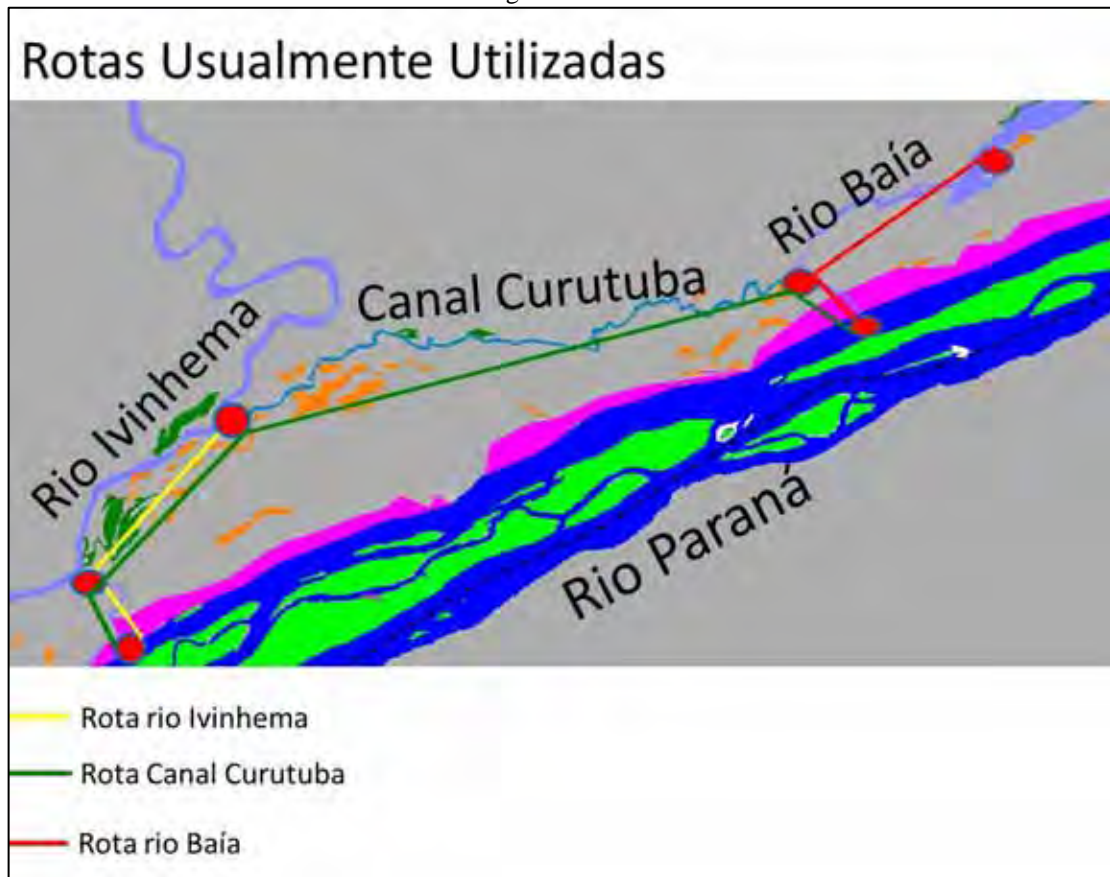 Rotas Usualmente Utilizadas
Rio Baía
Canal Curutuba
Rio Ivinhema
Rio Paraná
Rota rio Ivinhema
Rota Canal Curutuba
Rota rio Baía